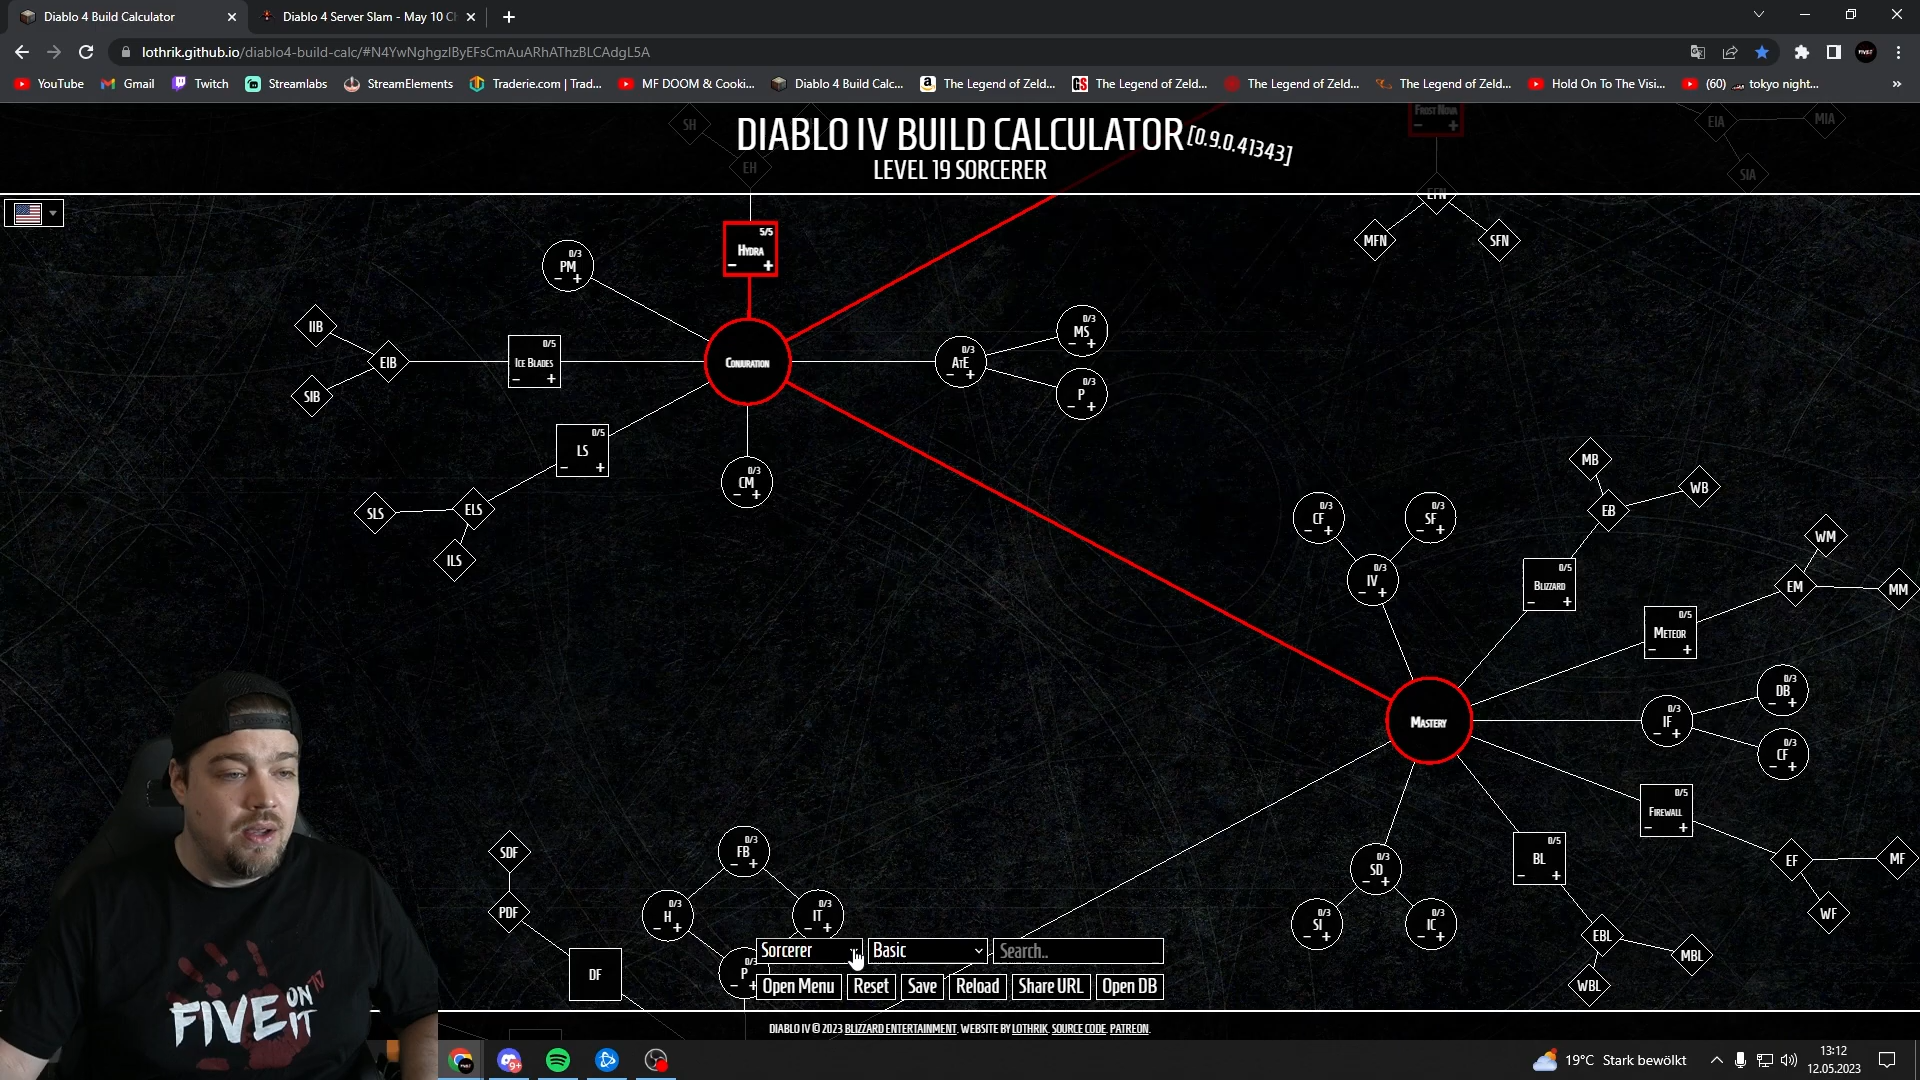 Diablo 4 Build Calculator
Diablo 4 Server Slam - May 10 Ch
lothrik.github.io/diablo4-build-calc/#N4YwNghgzlByEFsCmAuARhAThzBLCAdgL5A
YouTube
Gmail
Twitch
Streamlabs
StreamElements
Traderie.com | Trad...
MF DOOM & Cooki...
Diablo 4 Build Calc...
The Legend of Zeld...
The Legend of Zeld...
The Legend of Zeld...
The Legend of Zeld...
Hold On To The Visi...
(60) tokyo night...
DIABLO IV BUILD CALCULATOR [0.9.0.41343]
LEVEL 19 SORCERER
SH
EH
FROST NOVA
- +
EFN
MFN
SFN
EIA
MIA
SIA
5/5
HYDRA
- +
0/3
PM
- +
IIB
EIB
SIB
0/5
ICE BLADES
- +
CONJURATION
0/3
ATE
- +
0/3
MS
- +
0/3
P
- +
0/5
LS
- +
SLS
ELS
ILS
0/3
CM
- +
0/3
CF
- +
0/3
SF
- +
0/3
IV
- +
MB
EB
WB
0/5
BLIZZARD
- +
WM
EM
MM
0/5
METEOR
- +
MASTERY
0/3
IF
- +
0/3
DB
- +
0/3
CF
- +
0/5
FIREWALL
- +
EF
MF
WF
0/5
BL
- +
EBL
MBL
WBL
0/3
SD
- +
0/3
SI
- +
0/3
IC
- +
SDF
PDF
DF
0/3
FB
- +
0/3
H
- +
0/3
IT
- +
0/3
P
- +
Sorcerer
Basic
Search..
Open Menu
Reset
Save
Reload
Share URL
Open DB
DIABLO IV © 2023 BLIZZARD ENTERTAINMENT. WEBSITE BY LOTHRIK. SOURCE CODE. PATREON.
FIVE ON IT TV
9+
19°C Stark bewölkt
13:12
12.05.2023